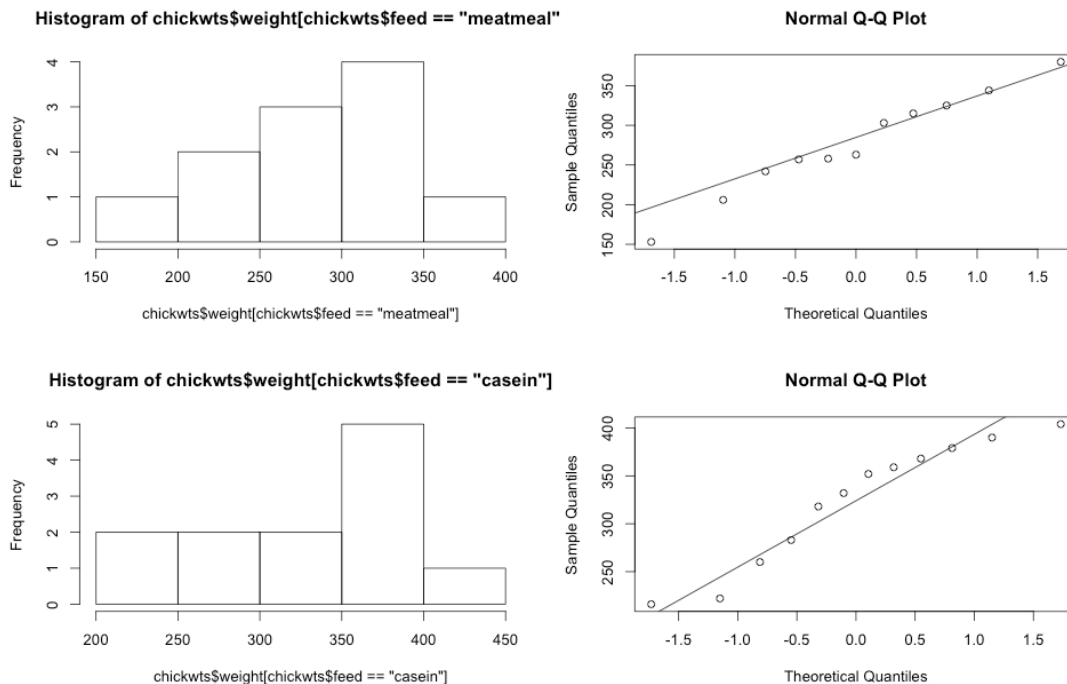 Histogram of chickwts$weight[chickwts$feed == "meatmeal"
Frequency
4
3
2
1
0
150 200 250 300 350 400
chickwts$weight[chickwts$feed == "meatmeal"]
Normal Q-Q Plot
Sample Quantiles
350
300
250
200
150
-1.5 -1.0 -0.5 0.0 0.5 1.0 1.5
Theoretical Quantiles
Histogram of chickwts$weight[chickwts$feed == "casein"]
Frequency
5
4
3
2
1
0
200 250 300 350 400 450
chickwts$weight[chickwts$feed == "casein"]
Normal Q-Q Plot
Sample Quantiles
400
350
300
250
-1.5 -1.0 -0.5 0.0 0.5 1.0 1.5
Theoretical Quantiles